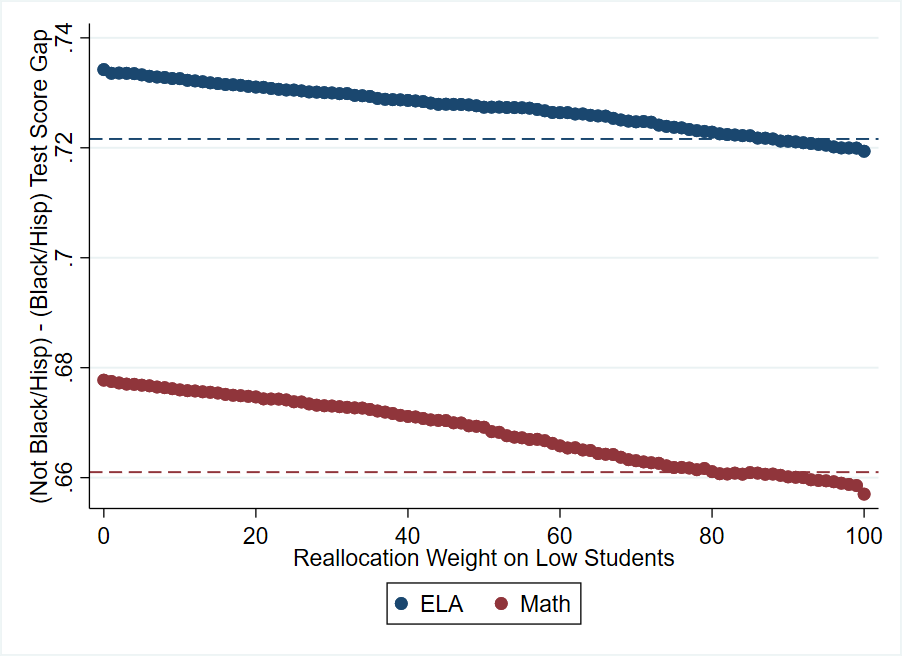 (Not Black/Hisp) - (Black/Hisp) Test Score Gap
.74
.72
.7
.68
.66
0 20 40 60 80 100
Reallocation Weight on Low Students
ELA Math